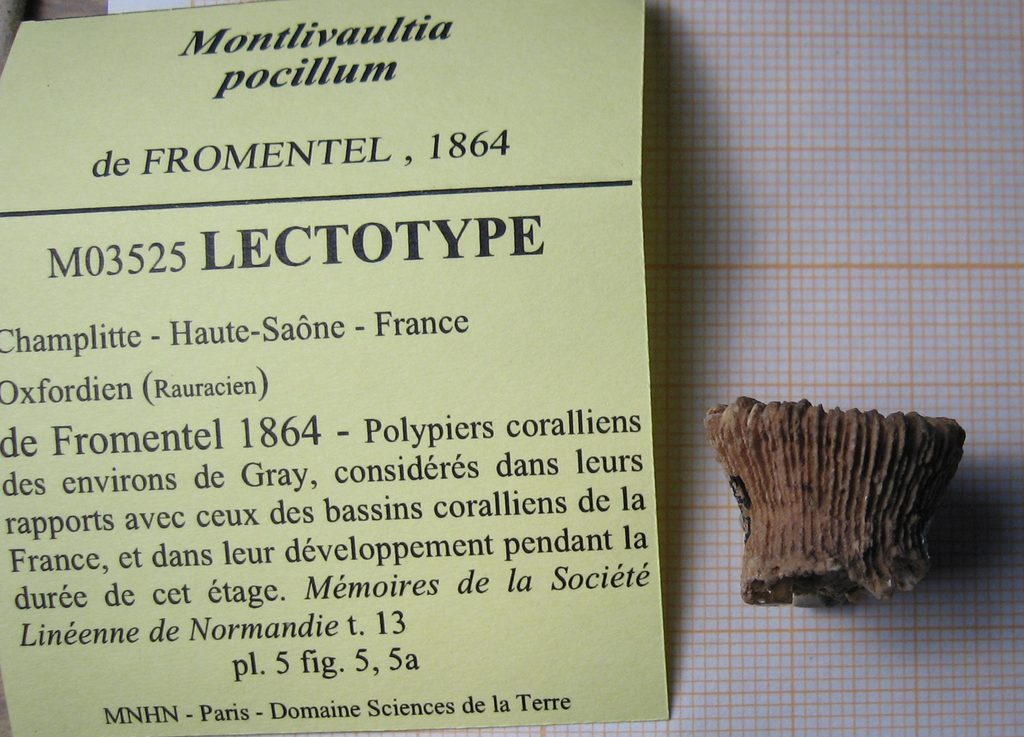 Montlivaultia
pocillum
de FROMENTEL , 1864
M03525 LECTOTYPE
Champlitte - Haute-Saône - France
Oxfordien (Rauracien)
de Fromentel 1864 - Polypiers coralliens
des environs de Gray, considérés dans leurs
rapports avec ceux des bassins coralliens de la
France, et dans leur développement pendant la
durée de cet étage. Mémoires de la Société
Linéenne de Normandie t. 13
pl. 5 fig. 5, 5a
MNHN - Paris - Domaine Sciences de la Terre